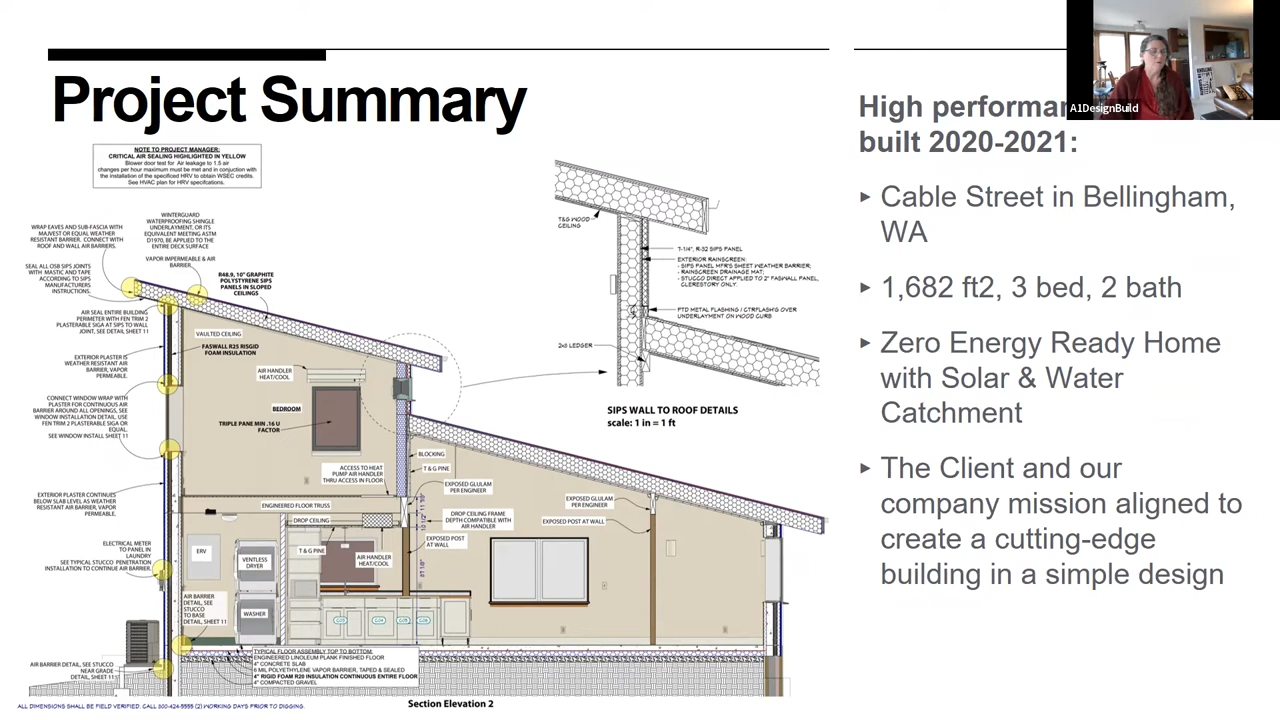 Project Summary
NOTE TO PROJECT MANAGER:
CRITICAL AIR SEALING HIGHLIGHTED IN YELLOW
Blower door test for Air leakage to 1.5 air
changes per hour maximum must be met and in conjunction with
the installation of the specificed HRV to obtain WSEC credits.
See HVAC plan for HRV specifcations.
WRAP EAVES AND SUB-FASCIA WITH
MAJVEST OR EQUAL WEATHER
RESISTANT BARRIER. CONNECT WITH
ROOF AND WALL AIR BARRIERS.
WINTERGUARD
WATERPROOFING SHINGLE
UNDERLAYMENT, OR ITS
EQUIVALENT MEETING ASTM
D1970, BE APPLIED TO THE
ENTIRE DECK SURFACE
VAPOR IMPERMEABLE & AIR
BARRIER.
SEAL ALL OSB SIPS JOINTS
WITH MASTIC AND TAPE
ACCORDING TO SIPS
MANUFACTURERS
INSTRUCTIONS.
R48.9, 10" GRAPHITE
POLYSTYRENE SIPS
PANELS IN SLOPED
CEILINGS
AIR SEAL ENTIRE BUILDING
PERIMETER WITH FEN TRIM 2
PLASTERABLE SIGA AT SIPS TO WALL
JOINT, SEE DETAIL SHEET 11
VAULTED CEILING
FASWALL R25 RISGID
FOAM INSULATION
EXTERIOR PLASTER IS
WEATHER RESISTANT AIR
BARRIER, VAPOR
PERMEABLE.
AIR HANDLER
HEAT/COOL
CONNECT WINDOW WRAP WITH
PLASTER FOR CONTINUOUS AIR
BARRIER AROUND ALL OPENINGS, SEE
WINDOW INSTALLATION DETAIL. USE
FEN TRIM 2 PLASTERABLE SIGA OR
EQUAL.
SEE WINDOW INSTALL SHEET 11
BEDROOM
TRIPLE PANE MIN .16 U
FACTOR
ACCESS TO HEAT
PUMP AIR HANDLER
THRU ACCESS IN FLOOR
BLOCKING
T & G PINE
EXPOSED GLULAM
PER ENGINEER
EXPOSED GLULAM
PER ENGINEER
EXTERIOR PLASTER CONTINUES
BELOW SLAB LEVEL AS WEATHER
RESISTANT AIR BARRIER, VAPOR
PERMEABLE.
ENGINEERED FLOOR TRUSS
DROP CEILING
DROP CEILING FRAME
DEPTH COMPATIBLE WITH
AIR HANDLER
EXPOSED POST AT WALL
EXPOSED POST
AT WALL
ELECTRICAL METER
TO PANEL IN
LAUNDRY
SEE TYPICAL STUCCO PENETRATION
INSTALLATION TO CONTINUE AIR BARRIER.
ERV
VENTLESS
DRYER
T & G PINE
AIR HANDLER
HEAT/COOL
AIR BARRIER
DETAIL, SEE
STUCCO
TO BASE
DETAIL, SHEET 11
WASHER
AIR BARRIER DETAIL, SEE STUCCO
NEAR GRADE
DETAIL, SHEET 11
TYPICAL FLOOR ASSEMBLY TOP TO BOTTOM:
ENGINEERED LINOLEUM PLANK FINISHED FLOOR
4" CONCRETE SLAB
6 MIL POLYETHYLENE VAPOR BARRIER, TAPED & SEALED
4" RIGID FOAM R20 INSULATION CONTINUOUS ENTIRE FLOOR
4" COMPACTED GRAVEL
Section Elevation 2
ALL DIMENSIONS SHALL BE FIELD VERIFIED: CALL 800-424-5555 (2) WORKING DAYS PRIOR TO DIGGING.
T&G WOOD
CEILING
7-1/4", R-32 SIPS PANEL
EXTERIOR RAINSCREEN:
- SIPS PANEL MFR'S SHEET WEATHER BARRIER;
- RAINSCREEN DRAINAGE MAT;
- STUCCO DIRECT APPLIED TO 2" FASWALL PANEL,
CLERESTORY ONLY.
PTD METAL FLASHING / CTRFLASH'G OVER
UNDERLAYMENT ON WOOD CURB
2x8 LEDGER
SIPS WALL TO ROOF DETAILS
scale: 1 in = 1 ft
A1DesignBuild
High performan
built 2020-2021:
▸ Cable Street in Bellingham,
WA
▸ 1,682 ft2, 3 bed, 2 bath
▸ Zero Energy Ready Home
with Solar & Water
Catchment
▸ The Client and our
company mission aligned to
create a cutting-edge
building in a simple design